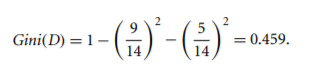 Gini(D) = 1 − (9/14)² − (5/14)² = 0.459.